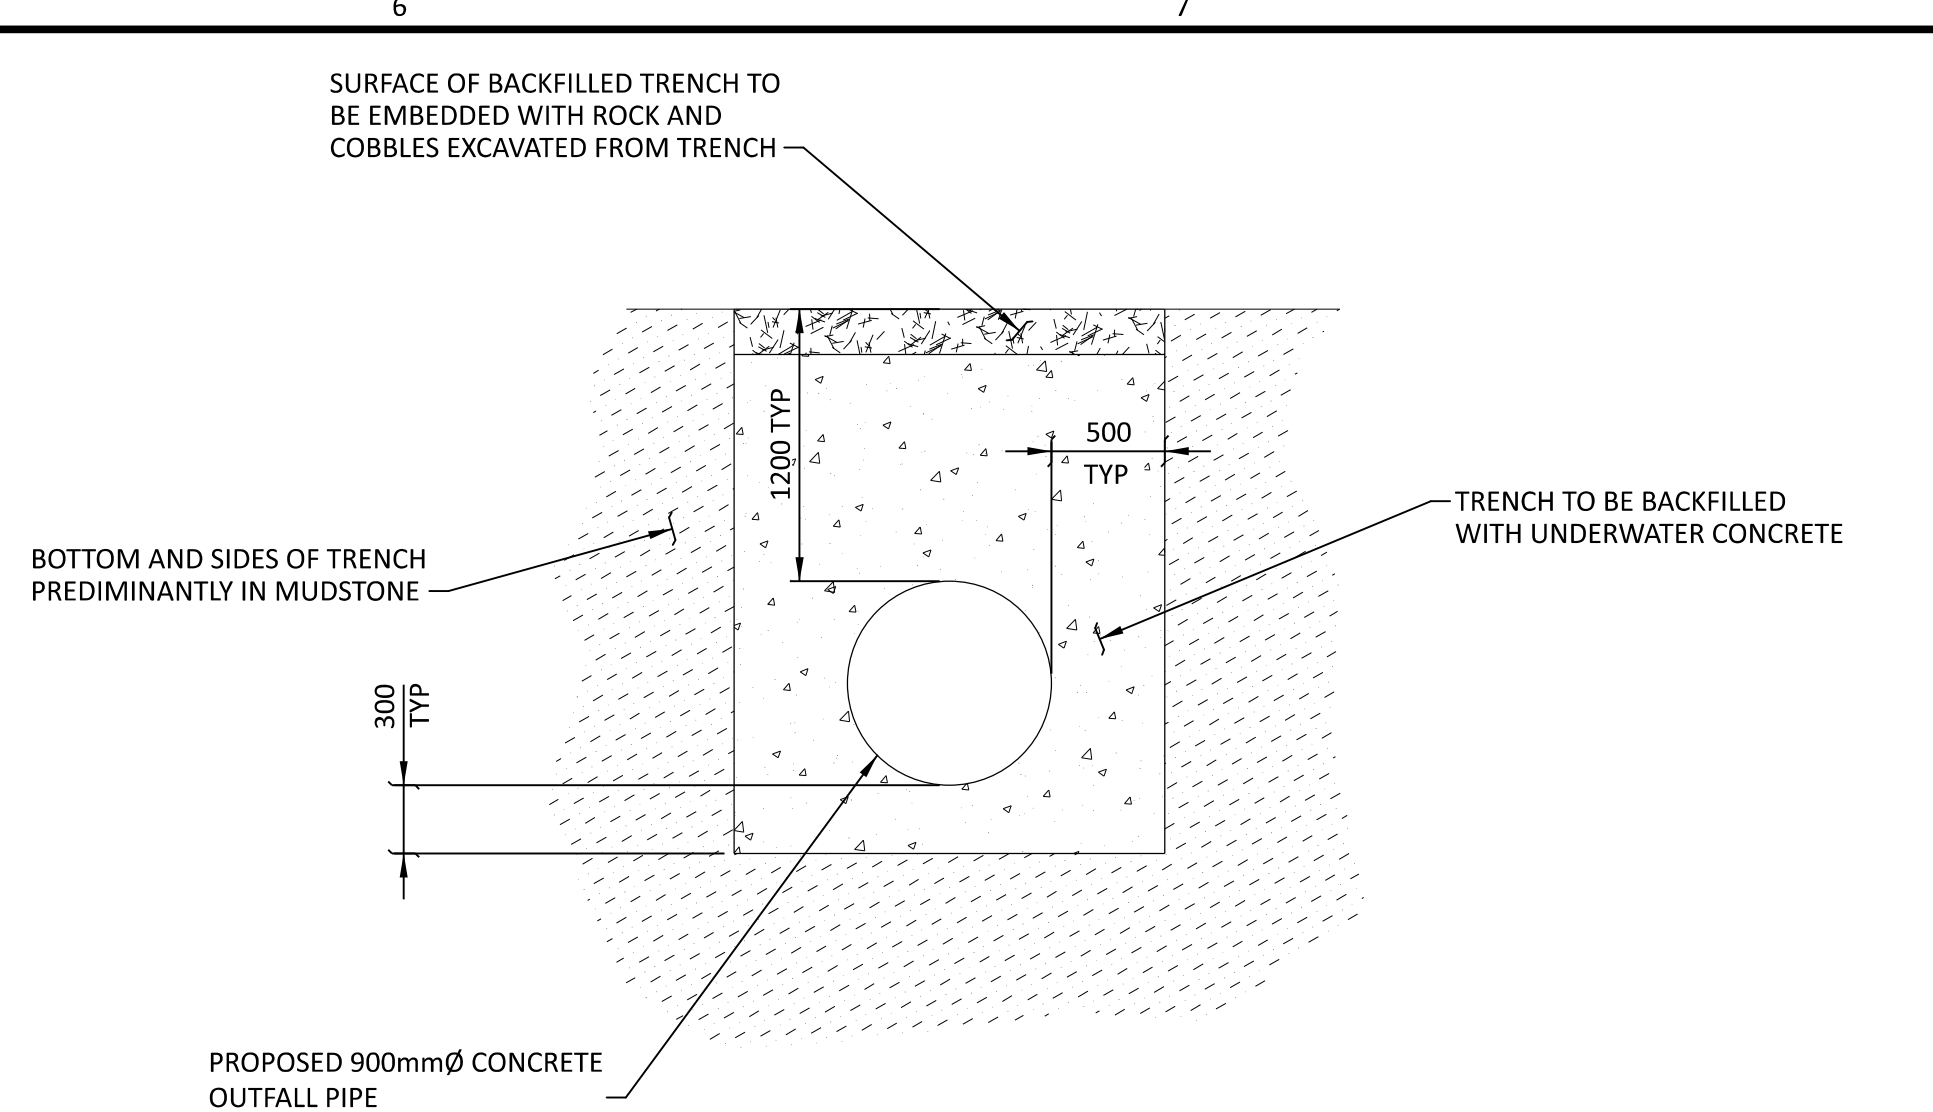 6
7
SURFACE OF BACKFILLED TRENCH TO
BE EMBEDDED WITH ROCK AND
COBBLES EXCAVATED FROM TRENCH
1200 TYP
500
TYP
TRENCH TO BE BACKFILLED
WITH UNDERWATER CONCRETE
BOTTOM AND SIDES OF TRENCH
PREDIMINANTLY IN MUDSTONE
300
TYP
PROPOSED 900mmØ CONCRETE
OUTFALL PIPE